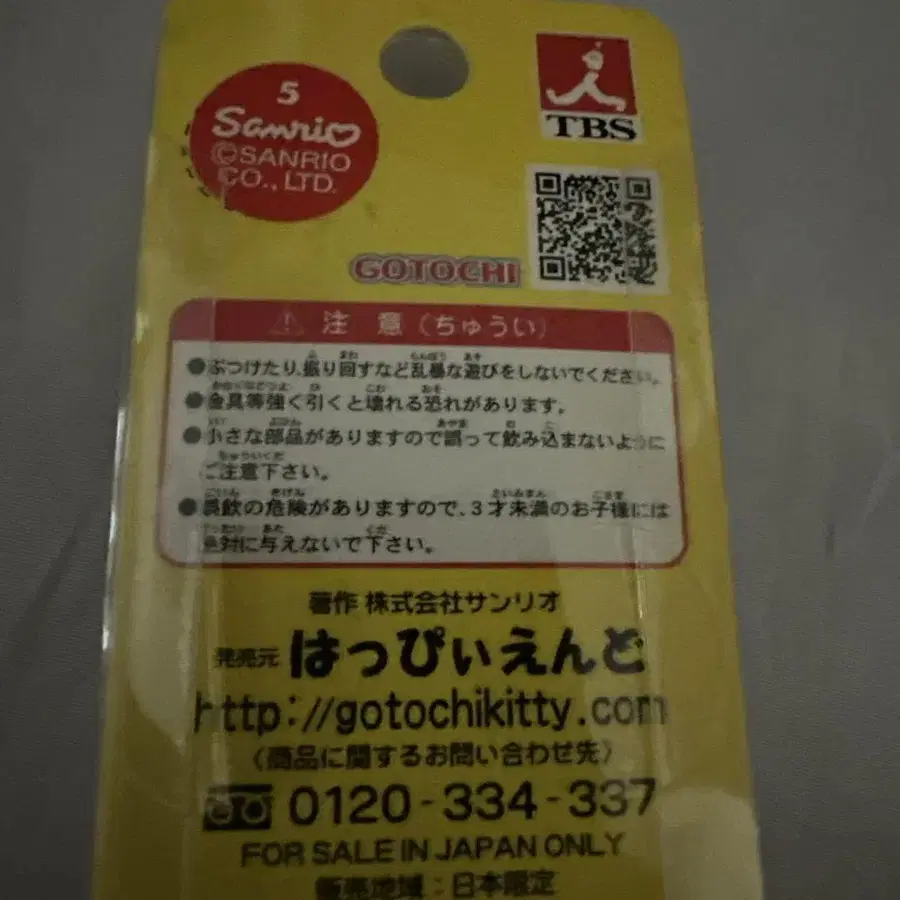 5
Sanrio
©SANRIO
CO., LTD.
TBS
GOTOCHI
注 意（ちゅうい）
●ぶつけたり、振り回すなど乱暴な遊びをしないでください。
●金具等強く引くと壊れる恐れがあります。
●小さな部品がありますので誤って飲み込まないように
ご注意下さい。
●誤飲の危険がありますので、3才未満のお子様には
絶対に与えないで下さい。
著作 株式会社サンリオ
発売元 はっぴぃえんど
http://gotochikitty.com
〈商品に関するお問い合わせ先〉
0120-334-337
FOR SALE IN JAPAN ONLY
販売地域：日本限定